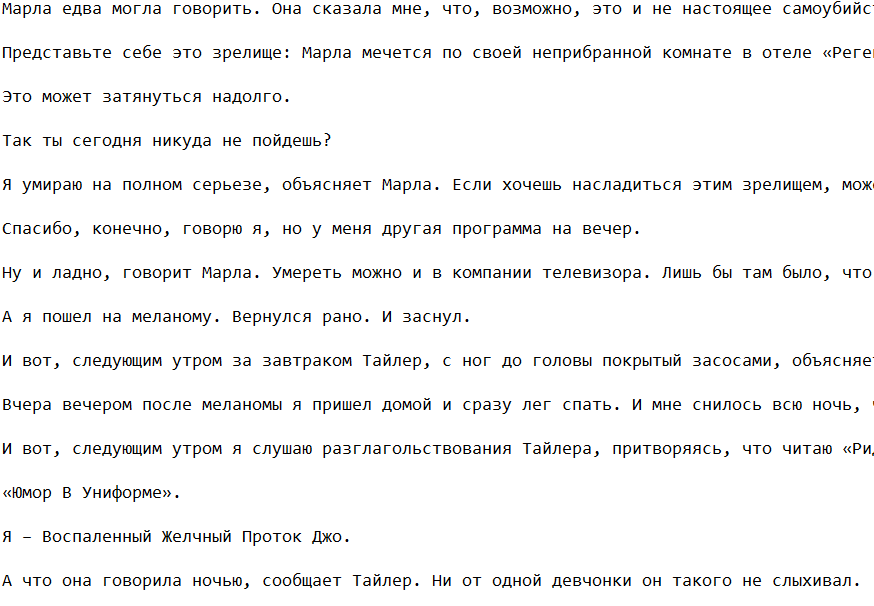 Марла едва могла говорить. Она сказала мне, что, возможно, это и не настоящее
Представьте себе это зрелище: Марла мечется по своей неприбранной комнате в отеле
Это может затянуться надолго.
Так ты сегодня никуда не пойдешь?
Я умираю на полном серьезе, объясняет Марла. Если хочешь насладиться этим зрелищем,
Спасибо, конечно, говорю я, но у меня другая программа на вечер.
Ну и ладно, говорит Марла. Умереть можно и в компании телевизора. Лишь бы там было, что
А я пошел на меланому. Вернулся рано. И заснул.
И вот, следующим утром за завтраком Тайлер, с ног до головы покрытый засосами,
Вчера вечером после меланомы я пришел домой и сразу лег спать. И мне снилось всю ночь,
И вот, следующим утром я слушаю разглагольствования Тайлера, притворяясь, что читаю
«Юмор В Униформе».
Я – Воспаленный Желчный Проток Джо.
А что она говорила ночью, сообщает Тайлер. Ни от одной девчонки он такого не слыхивал.